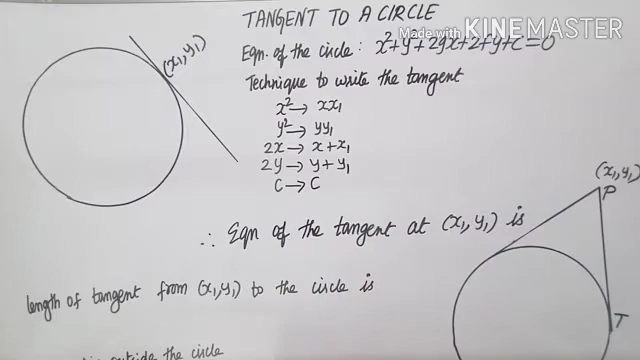 TANGENT TO A CIRCLE
Made with KINEMASTER
(x₁,y₁)
Eqn. of the circle: x²+y²+2gx+2fy+c=0
Technique to write the tangent
x² → xx₁
y² → yy₁
2x → x+x₁
2y → y+y₁
C → C
(x₁,y₁)
P
∴ Eqn of the tangent at (x₁,y₁) is
length of tangent from (x₁,y₁) to the circle is
T
outside the circle